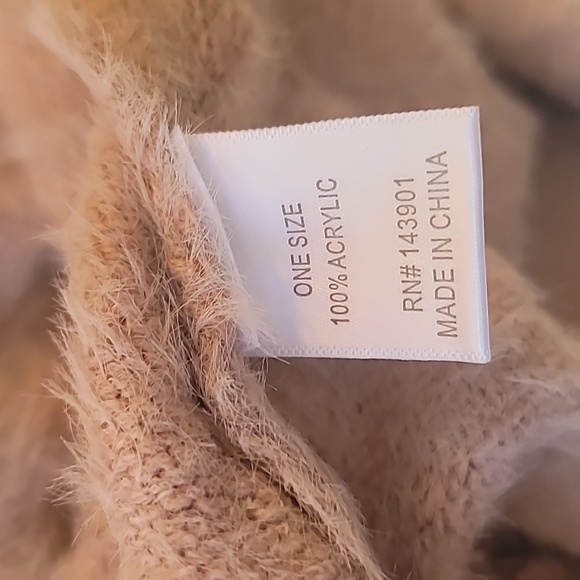 ONE SIZE
100% ACRYLIC
RN# 143901
MADE IN CHINA